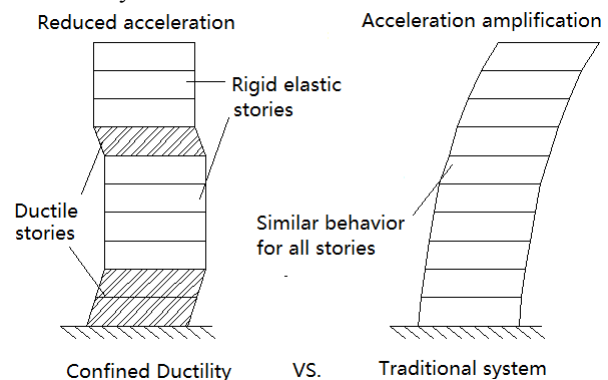 Reduced acceleration
Acceleration amplification
Rigid elastic
stories
Ductile
stories
Similar behavior
for all stories
Confined Ductility
VS.
Traditional system